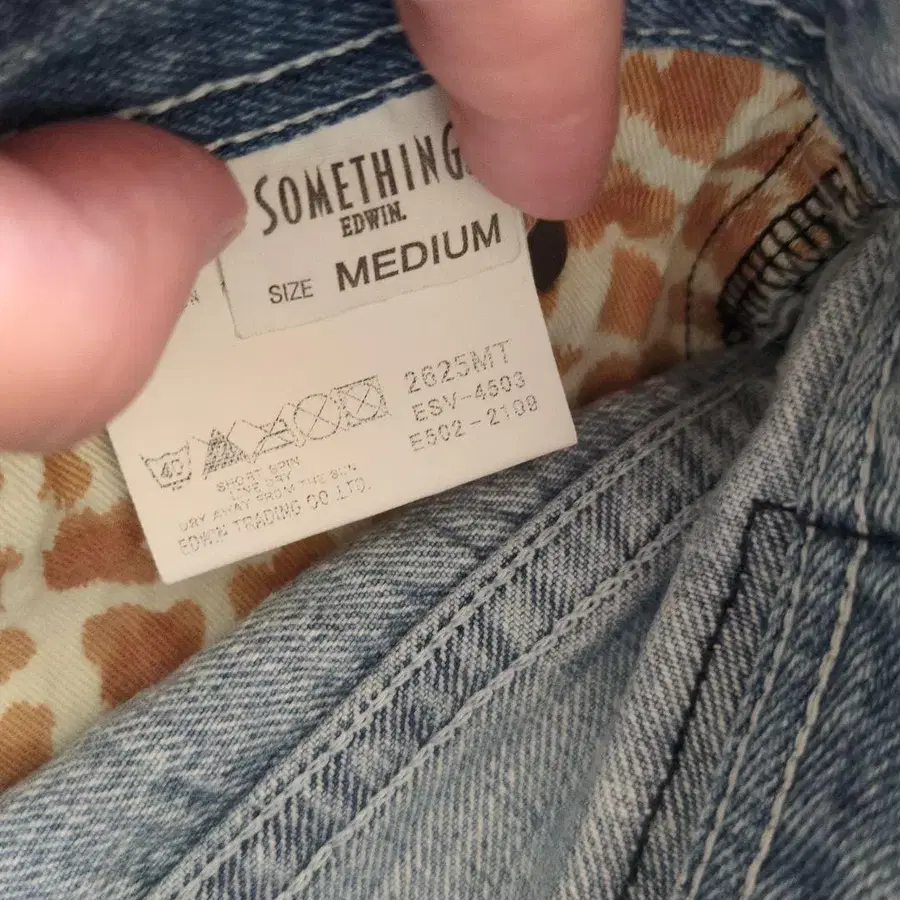 SOMETHING
EDWIN.
SIZE MEDIUM
2625MT
ESV-4503
E502-2198
40
SHORT SPIN
LINE DRY
DRY AWAY FROM THE SUN
EDWIN TRADING CO.LTD.